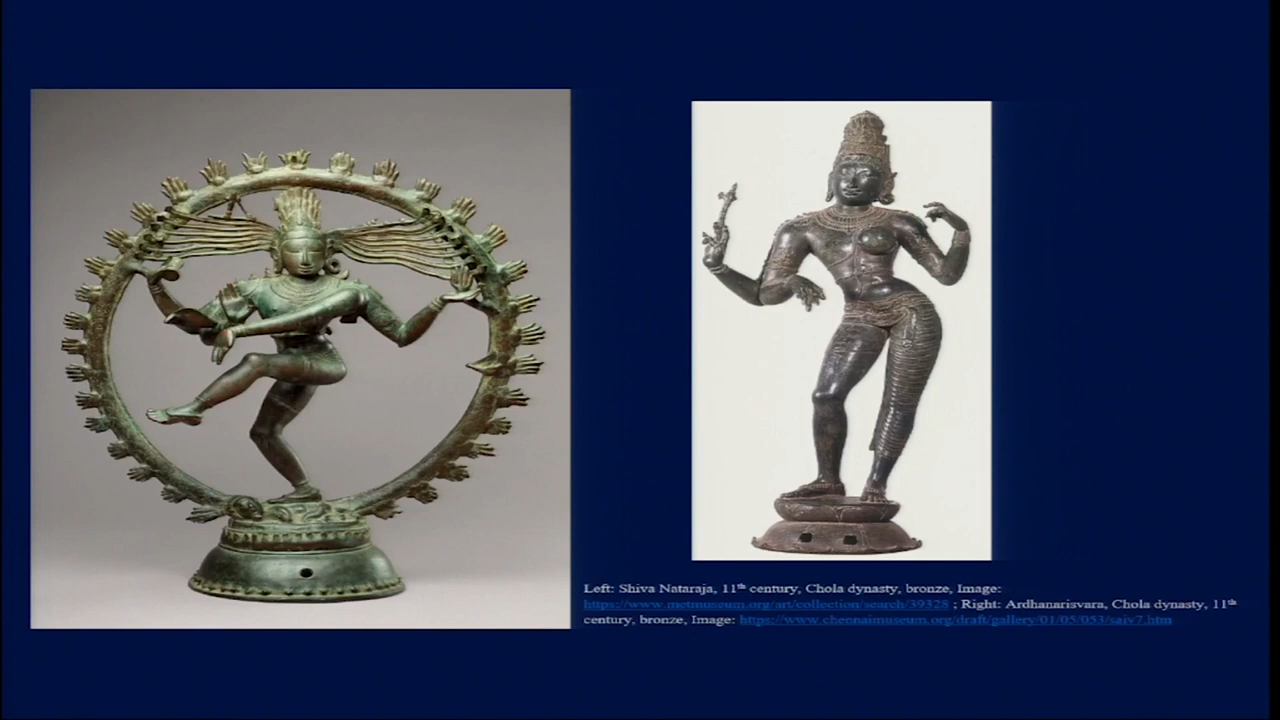 Left: Shiva Nataraja, 11th century, Chola dynasty, bronze, Image:
https://www.metmuseum.org/art/collection/search/39328 ; Right: Ardhanarisvara, Chola dynasty, 11th
century, bronze, Image: https://www.chennaimuseum.org/draft/gallery/01/05/053/saiv7.htm